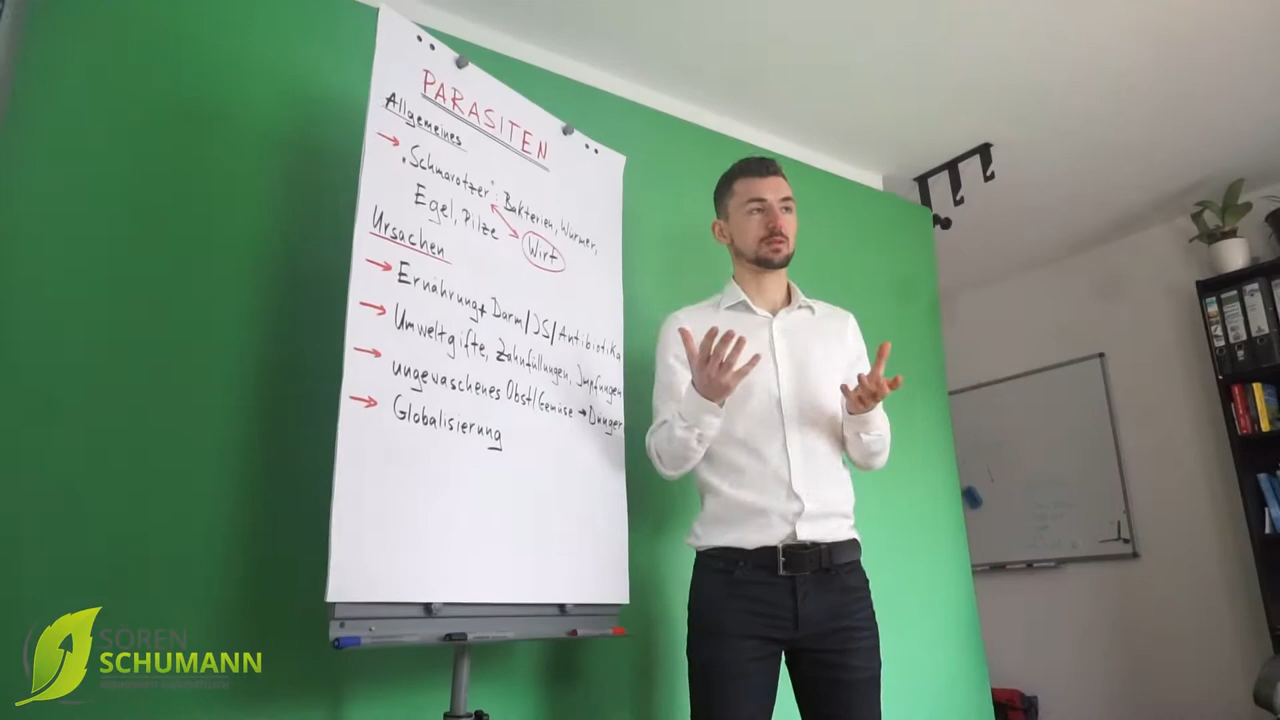 PARASITEN
Allgemeines
→ „Schmarotzer“: Bakterien, Würmer,
Egel, Pilze
Wirt
Ursachen
→ Ernährung + Darm/IS/Antibiotika
→ Umweltgifte, Zahnfüllungen, Impfungen
→ ungewaschenes Obst/Gemüse → Dünger
→ Globalisierung
SÖREN
SCHUMANN